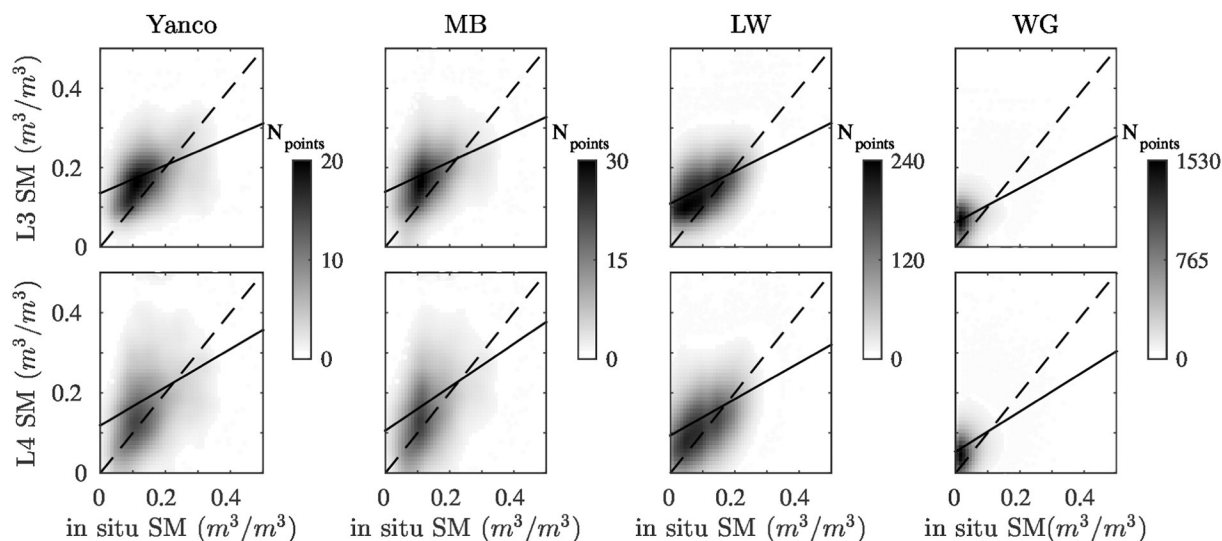 Yanco MB LW WG
L3 SM (m³/m³)
0.4
0.2
0
N_points
20
10
0
N_points
30
15
0
N_points
240
120
0
N_points
1530
765
0
L4 SM (m³/m³)
0.4
0.2
0
0 0.2 0.4
0 0.2 0.4
0 0.2 0.4
0 0.2 0.4
in situ SM (m³/m³)
in situ SM (m³/m³)
in situ SM (m³/m³)
in situ SM(m³/m³)